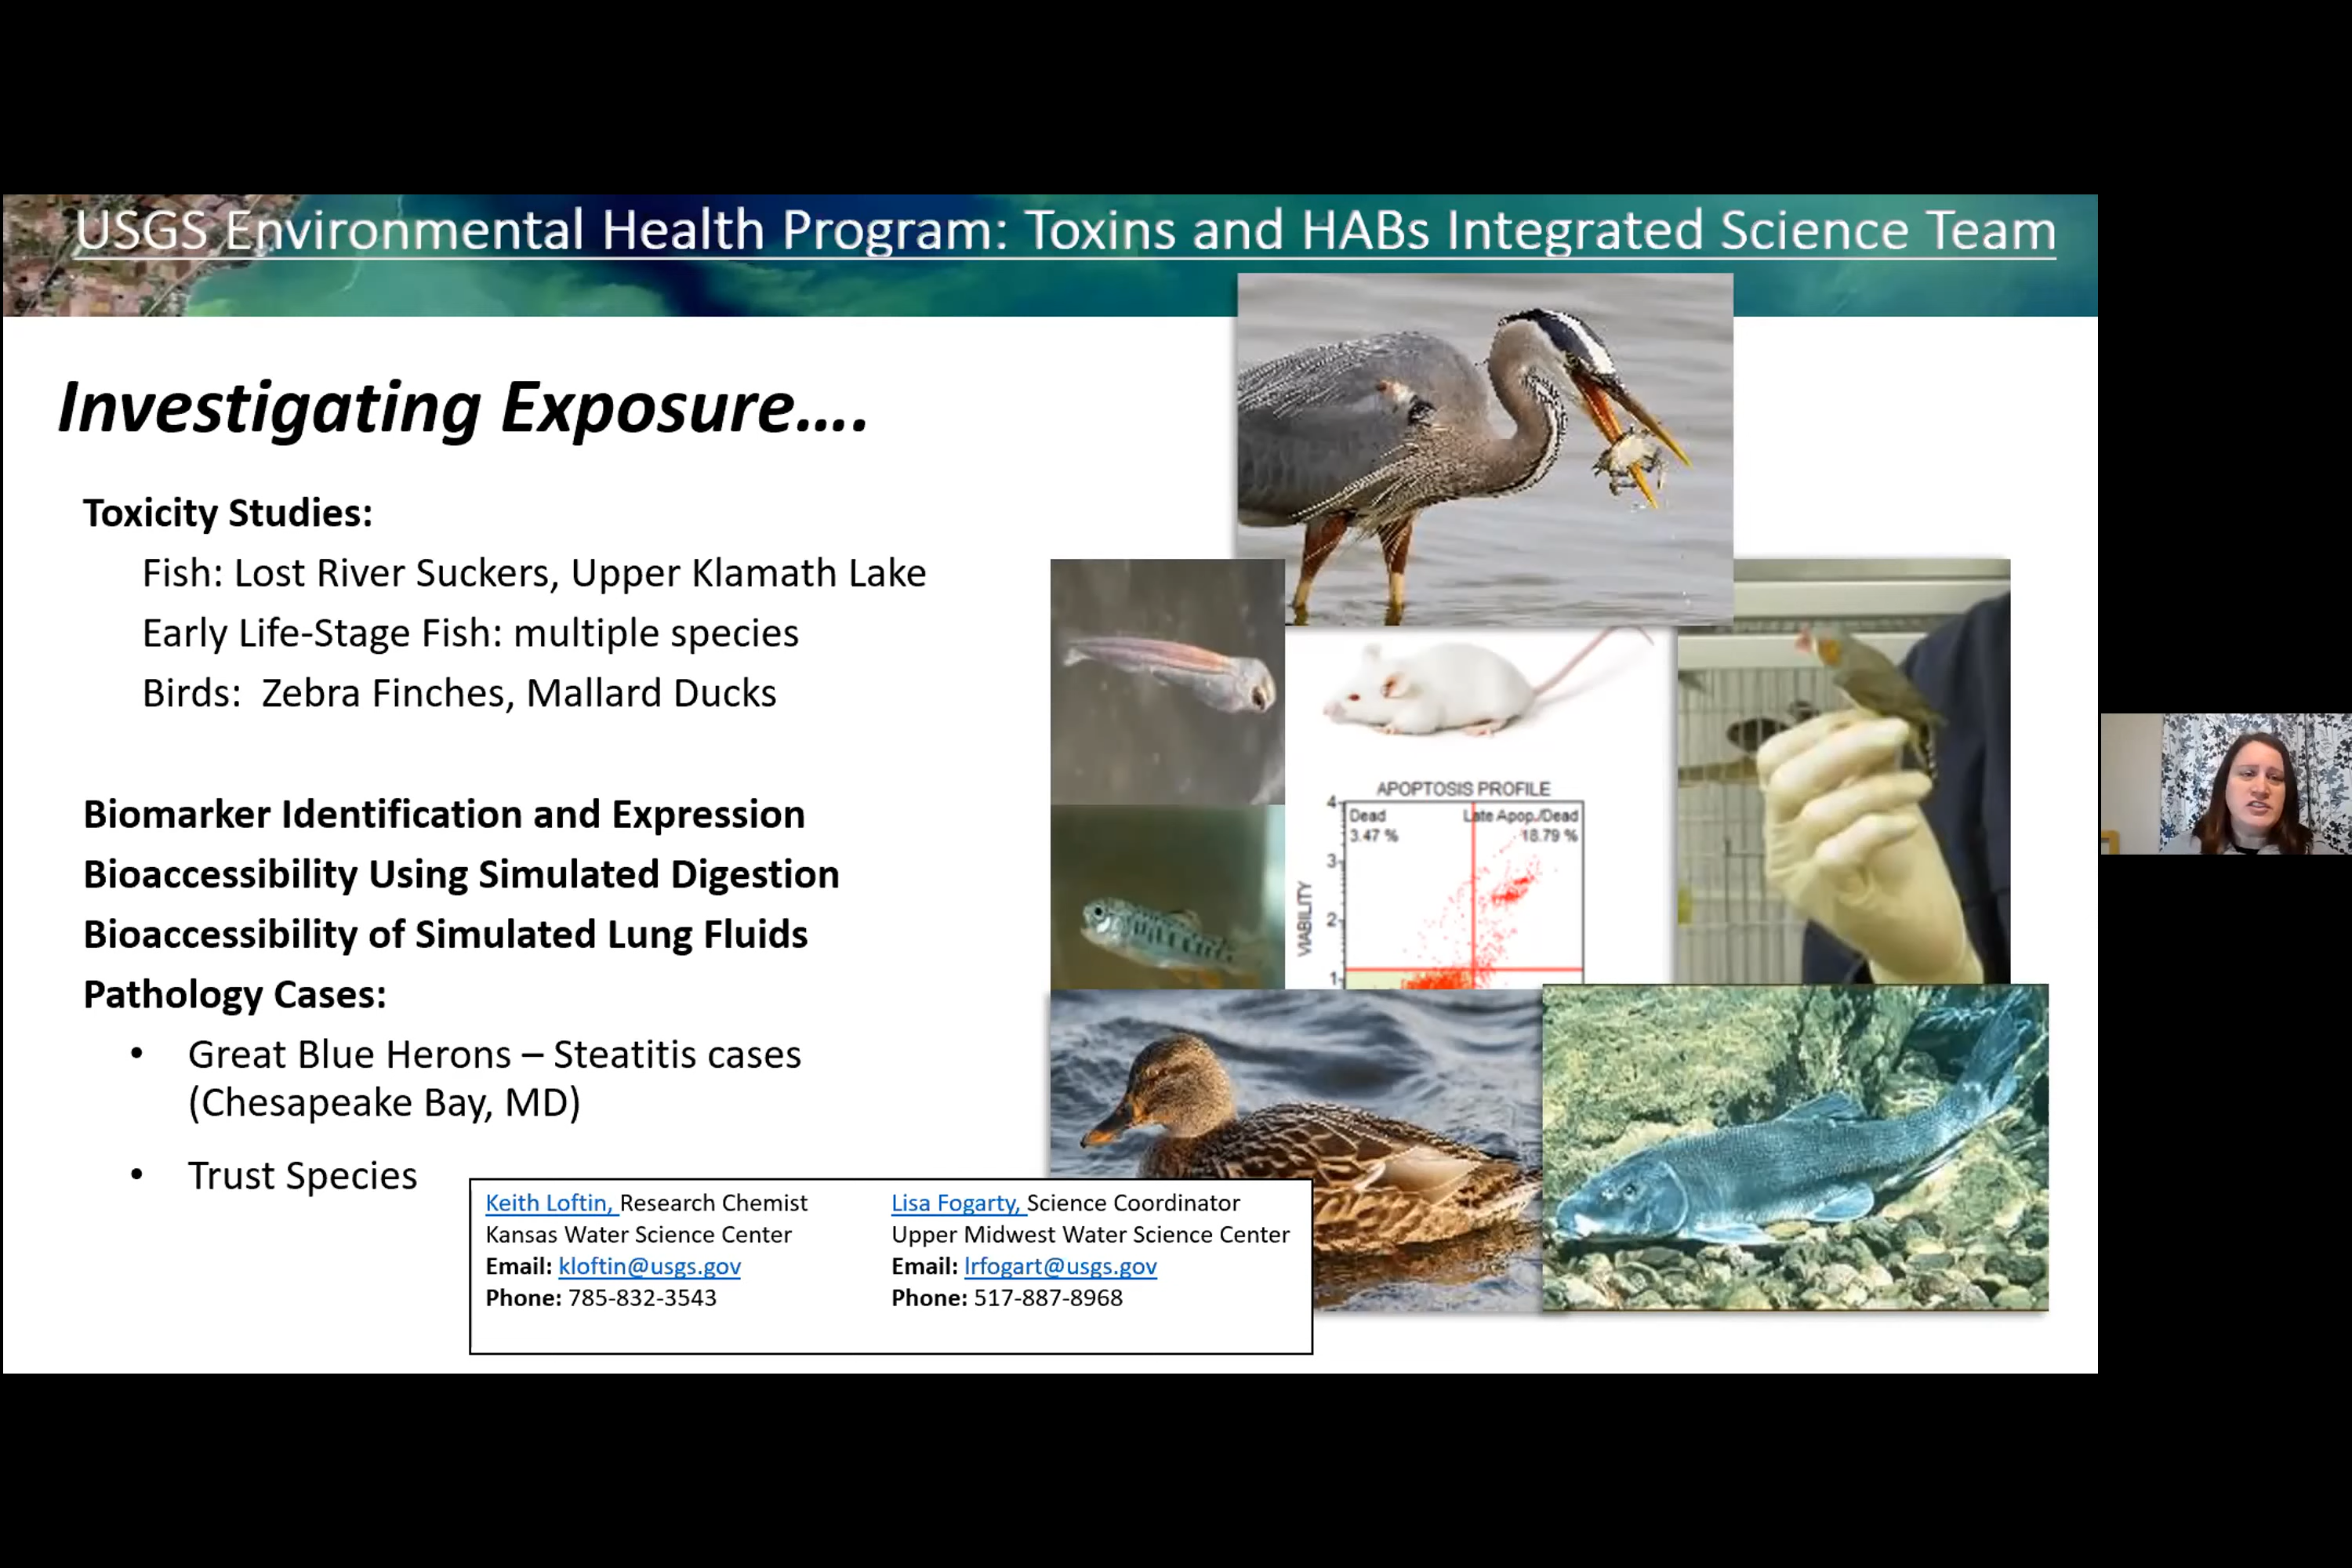 USGS Environmental Health Program: Toxins and HABs Integrated Science Team
Investigating Exposure....
Toxicity Studies:
Fish: Lost River Suckers, Upper Klamath Lake
Early Life-Stage Fish: multiple species
Birds:  Zebra Finches, Mallard Ducks
Biomarker Identification and Expression
Bioaccessibility Using Simulated Digestion
Bioaccessibility of Simulated Lung Fluids
Pathology Cases:
• Great Blue Herons – Steatitis cases
(Chesapeake Bay, MD)
• Trust Species
APOPTOSIS PROFILE
Dead
3.47 %
Late Apop./Dead
18.79 %
VIABILITY
4
3
2
1
Keith Loftin, Research Chemist
Kansas Water Science Center
Email: kloftin@usgs.gov
Phone: 785-832-3543
Lisa Fogarty, Science Coordinator
Upper Midwest Water Science Center
Email: lrfogart@usgs.gov
Phone: 517-887-8968